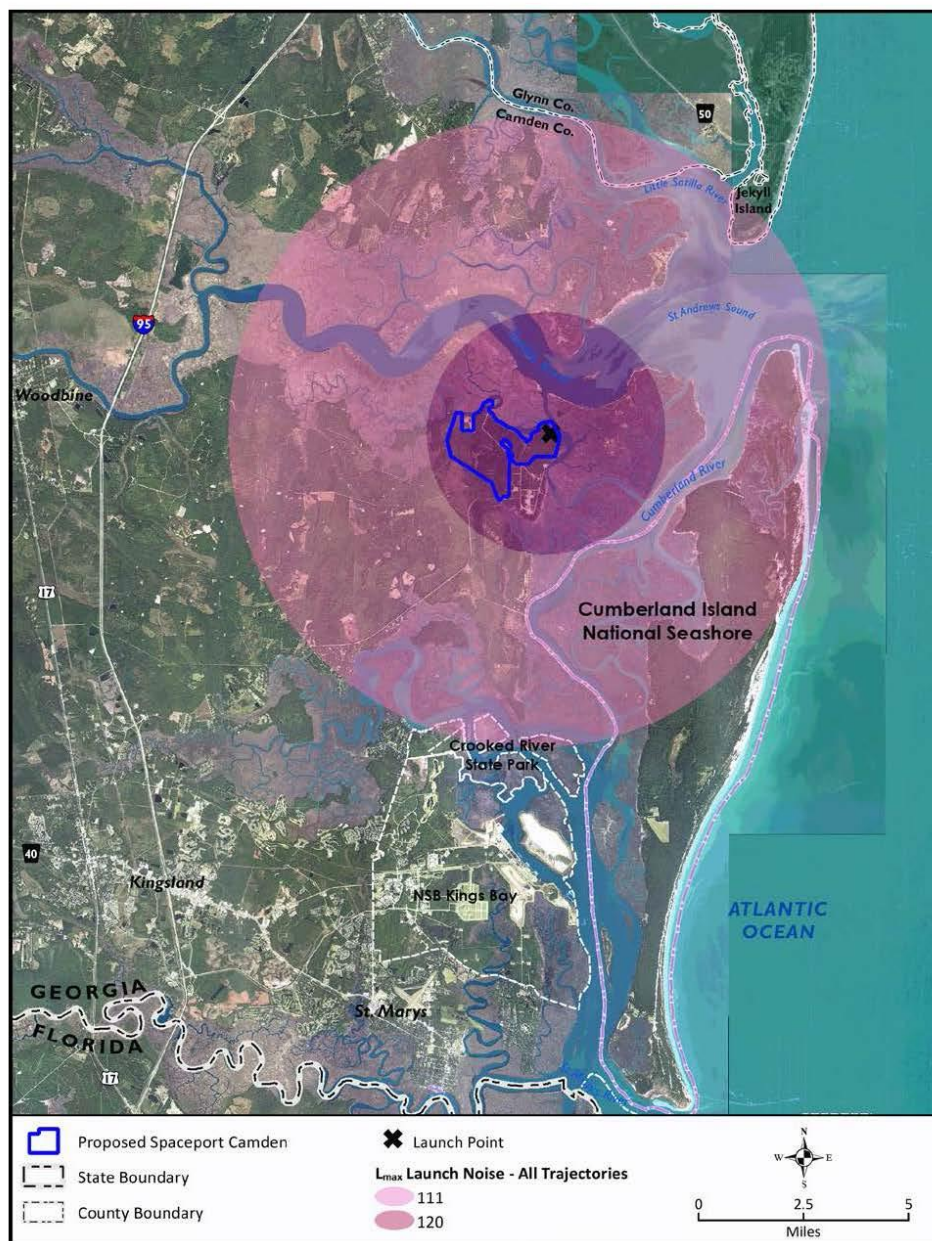 Glynn Co.
Camden Co.
50
Little Satilla River
Jekyll
Island
St Andrews Sound
95
Woodbine
Cumberland River
17
Cumberland Island
National Seashore
Crooked River
State Park
40
Kingsland
NSB Kings Bay
ATLANTIC
OCEAN
GEORGIA
St. Marys
FLORIDA
17
Proposed Spaceport Camden
State Boundary
County Boundary
Launch Point
Lmax Launch Noise - All Trajectories
111
120
N
W
E
S
0 2.5 5
Miles